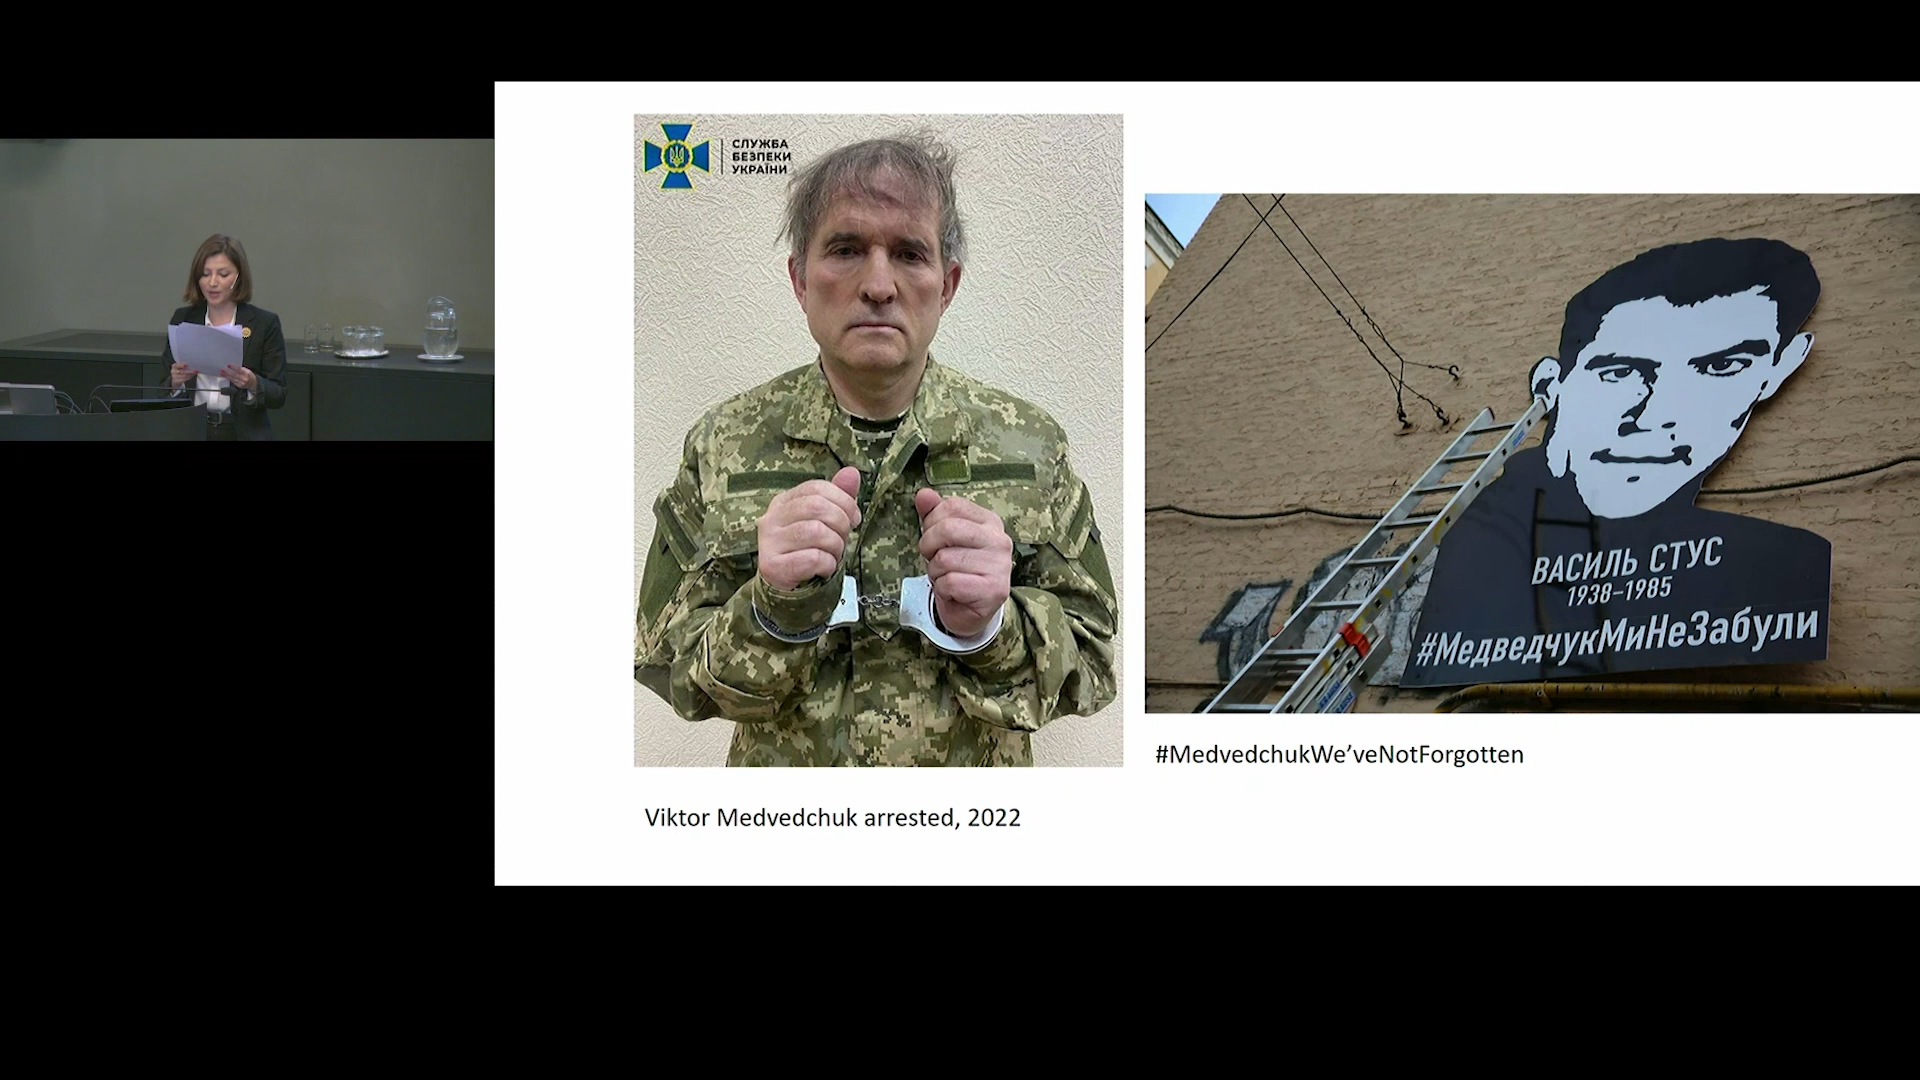 СЛУЖБА
БЕЗПЕКИ
УКРАЇНИ
ВАСИЛЬ СТУС
1938–1985
#МедведчукМиНеЗабули
#MedvedchukWe’veNotForgotten
Viktor Medvedchuk arrested, 2022